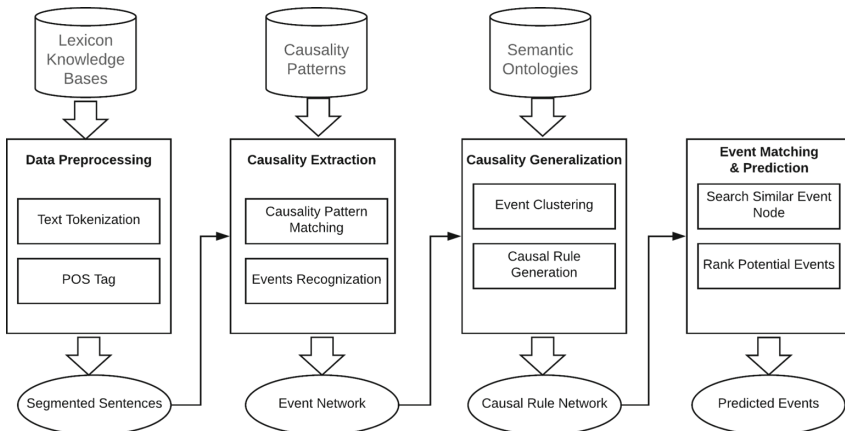 Lexicon
Knowledge
Bases
Causality
Patterns
Semantic
Ontologies
Data Preprocessing
Text Tokenization
POS Tag
Causality Extraction
Causality Pattern
Matching
Events Recognization
Causality Generalization
Event Clustering
Causal Rule
Generation
Event Matching
& Prediction
Search Similar Event
Node
Rank Potential Events
Segmented Sentences
Event Network
Causal Rule Network
Predicted Events